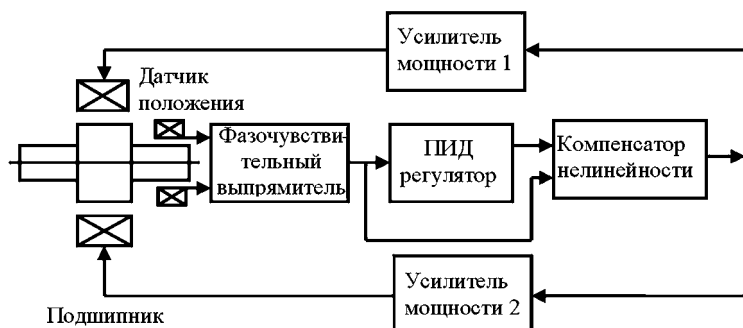 Усилитель
мощности 1
Датчик
положения
Фазочувстви-
тельный
выпрямитель
ПИД
регулятор
Компенсатор
нелинейности
Усилитель
мощности 2
Подшипник